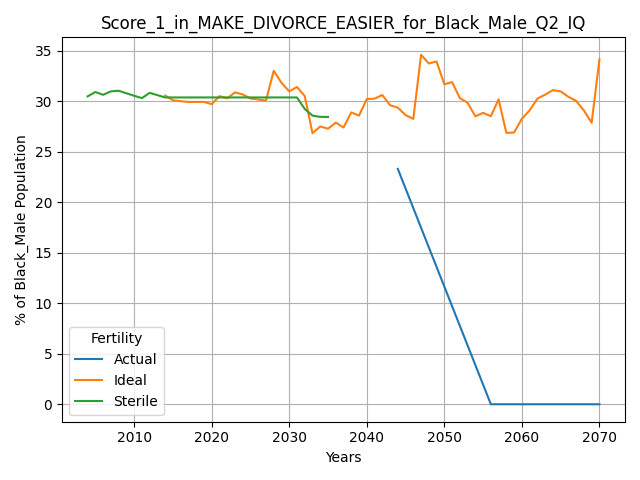 Score_1_in_MAKE_DIVORCE_EASIER_for_Black_Male_Q2_IQ
% of Black_Male Population
35
30
25
20
15
10
5
0
Fertility
Actual
Ideal
Sterile
2010 2020 2030 2040 2050 2060 2070
Years